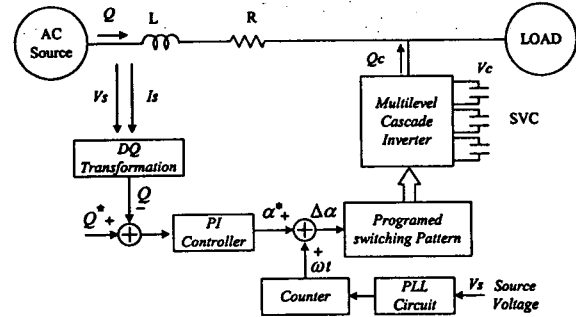 AC
Source
Q
L
R
LOAD
Qc
Vc
Vs
Is
Multilevel
Cascade
Inverter
SVC
DQ
Transformation
Q
−
Q*
+
PI
Controller
α*
+
Δα
Programed
switching Pattern
+
ωt
Counter
PLL
Circuit
Vs
Source
Voltage